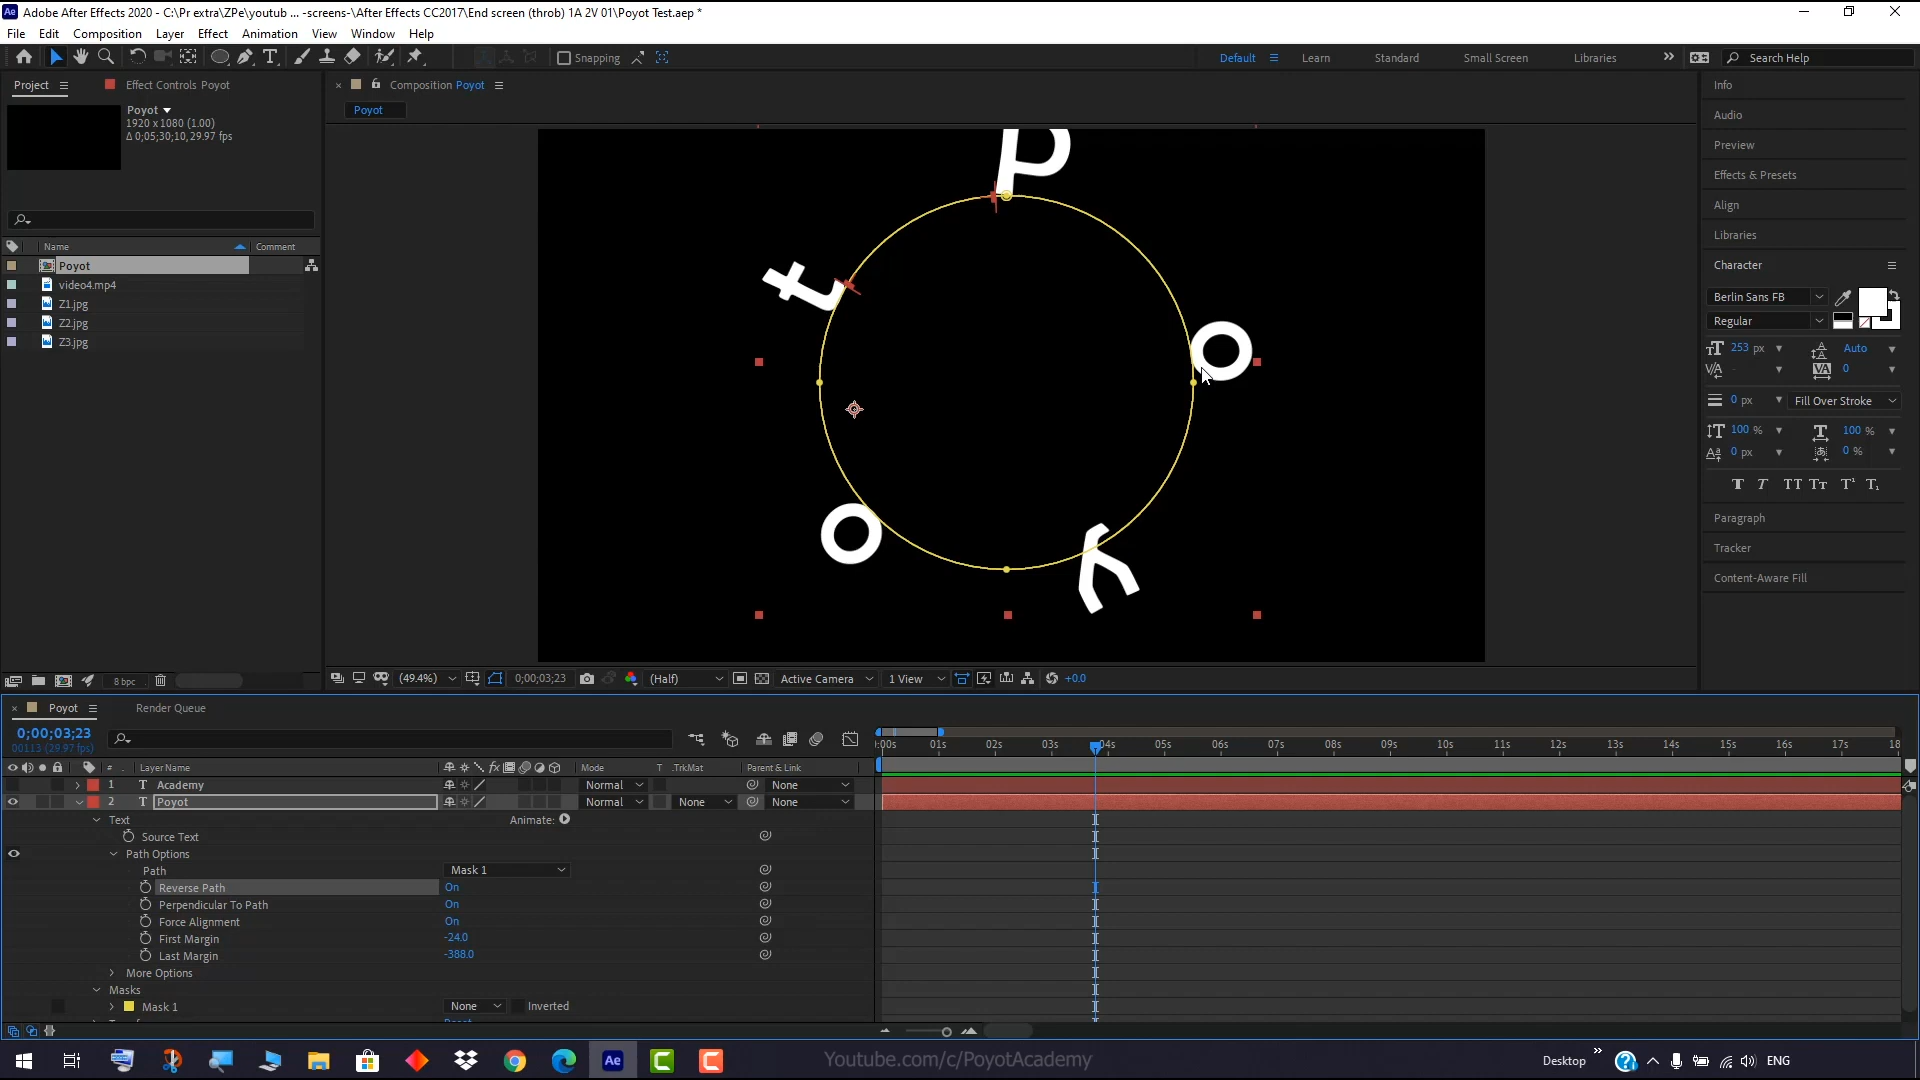 Adobe After Effects 2020 - C:\Pr extra\ZPe\youtub ... -screens-\After Effects CC2017\End screen (throb) 1A 2V 01\Poyot Test.aep *
File Edit Composition Layer Effect Animation View Window Help
Snapping
Default Learn Standard Small Screen Libraries
Search Help
Project
Effect Controls Poyot
Composition Poyot
Poyot
Poyot
1920 x 1080 (1.00)
Δ 0;05;30;10, 29.97 fps
Name Comment
Poyot
video4.mp4
Z1.jpg
Z2.jpg
Z3.jpg
8 bpc
P
o
y
o
t
(49.4%) 0;00;03;23 (Half) Active Camera 1 View +0.0
Info
Audio
Preview
Effects & Presets
Align
Libraries
Character
Berlin Sans FB
Regular
253 px Auto
0
0 px Fill Over Stroke
100 % 100 %
0 px 0 %
Paragraph
Tracker
Content-Aware Fill
Poyot Render Queue
0;00;03;23
00113 (29.97 fps)
# Layer Name Mode T .TrkMat Parent & Link
:00s 01s 02s 03s 04s 05s 06s 07s 08s 09s 10s 11s 12s 13s 14s 15s 16s 17s 18
1 T Academy Normal None
2 T Poyot Normal None None
Text Animate:
Source Text
Path Options
Path Mask 1
Reverse Path On
Perpendicular To Path On
Force Alignment On
First Margin -24.0
Last Margin -388.0
More Options
Masks
Mask 1 None Inverted
Youtube.com/c/PoyotAcademy
Desktop
ENG